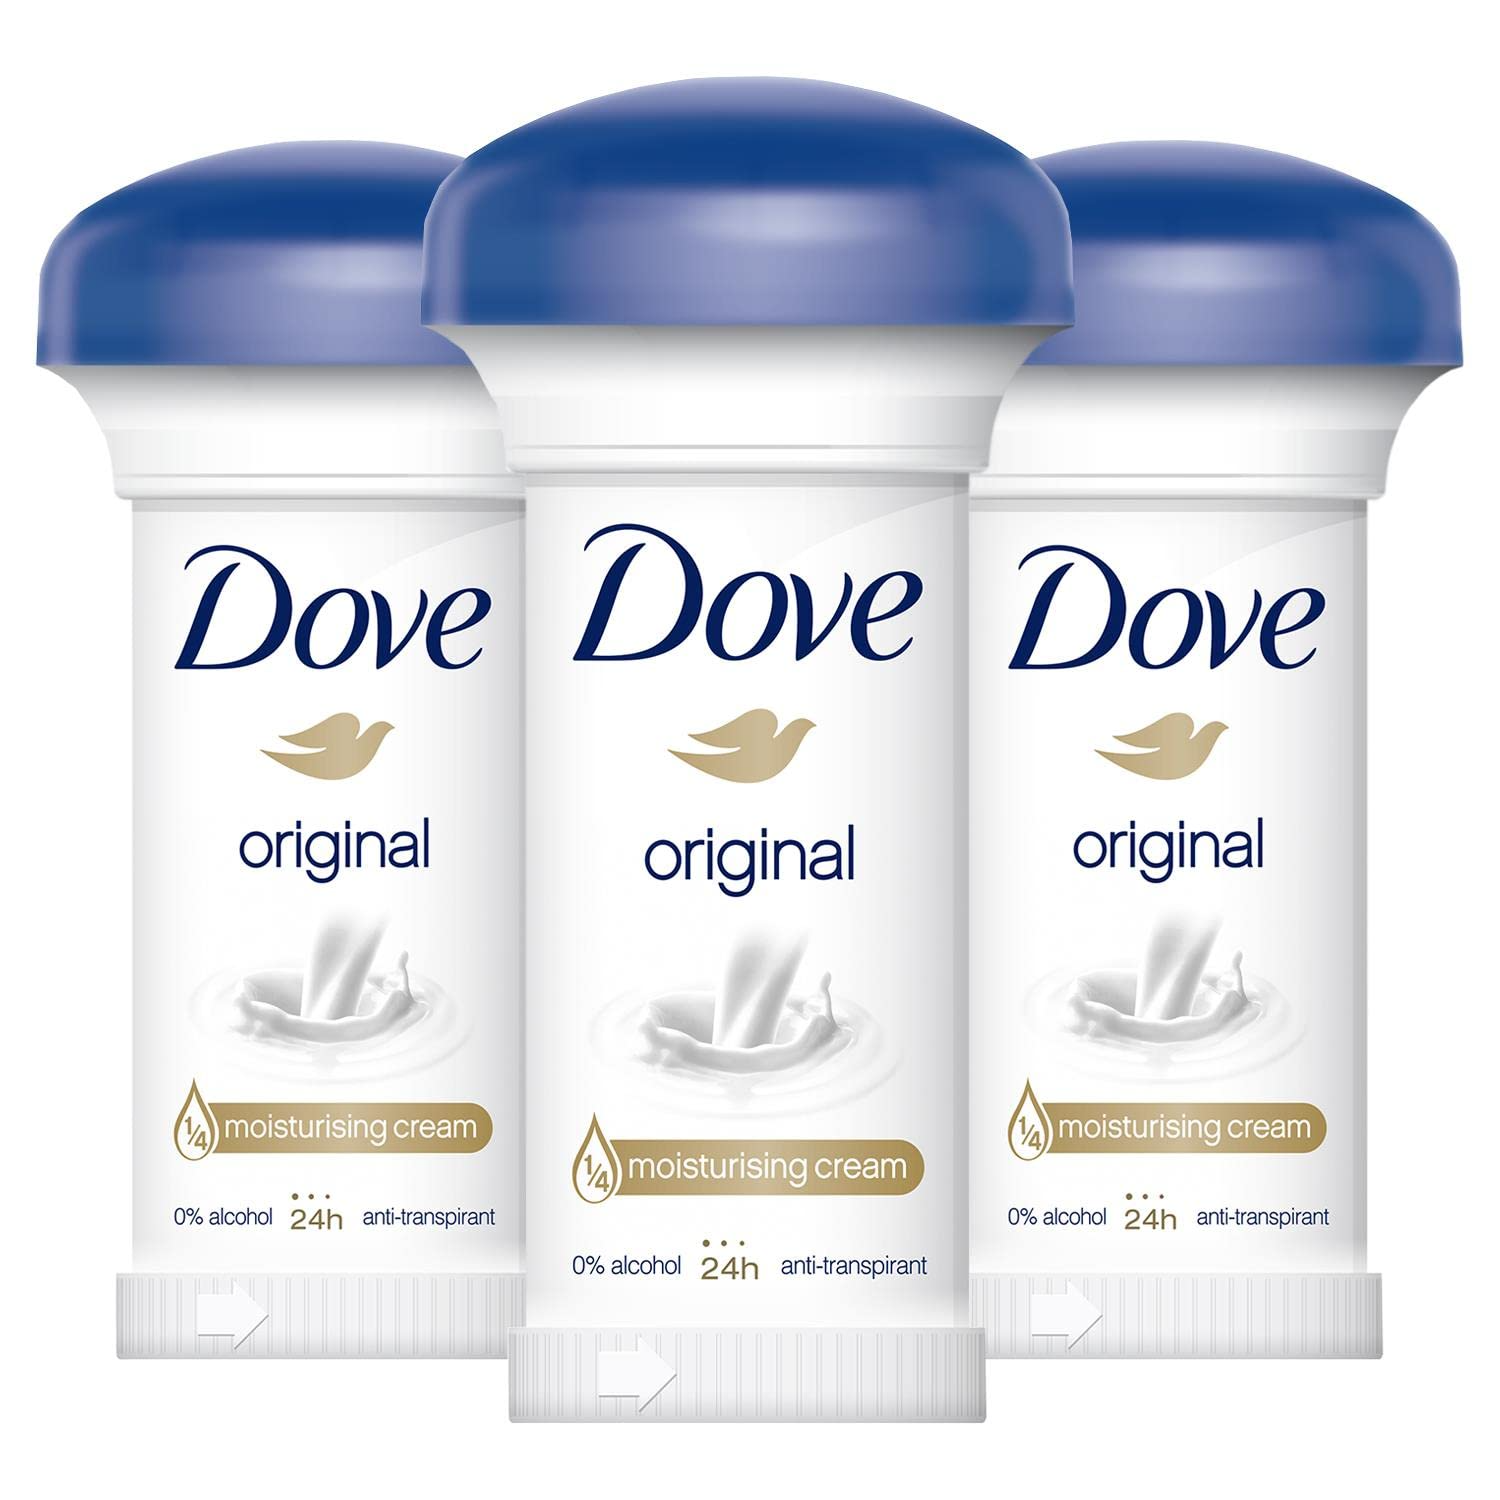 Dove
original
1/4 moisturising cream
0% alcohol 24h anti-transpirant
Dove
original
1/4 moisturising cream
0% alcohol 24h anti-transpirant
Dove
original
1/4 moisturising cream
0% alcohol 24h anti-transpirant